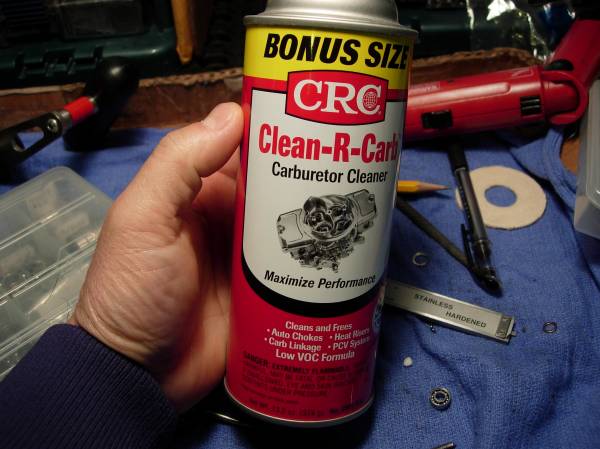 BONUS SIZE
CRC
Clean-R-Carb
Carburetor Cleaner
Maximize Performance
Cleans and Frees
• Auto Chokes • Heat Risers
• Carb Linkage • PCV System
Low VOC Formula
DANGER: EXTREMELY FLAMMABLE.
STAINLESS
HARDENED